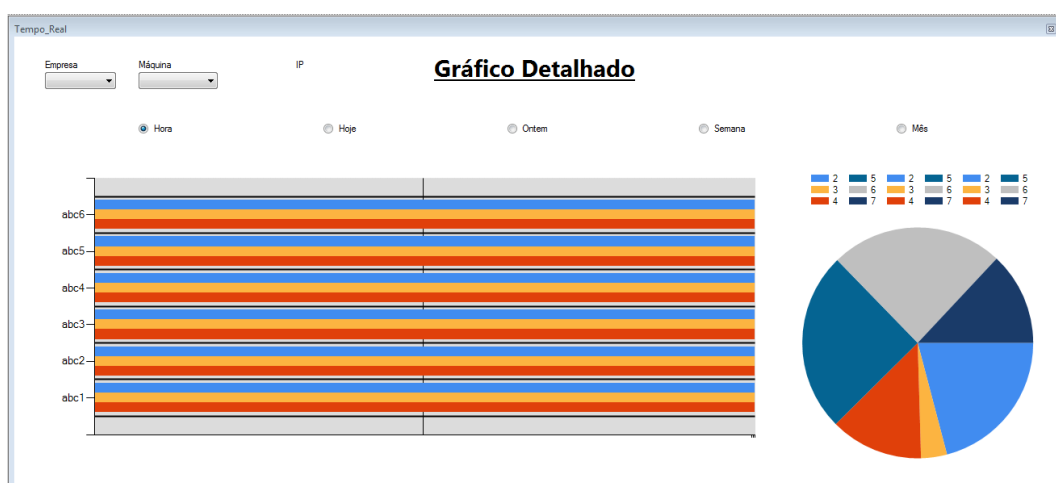 Tempo_Real
Empresa Máquina IP Gráfico Detalhado
Hora Hoje Ontem Semana Mês
2 5 2 5 2 5
3 6 3 6 3 6
4 7 4 7 4 7
abc6
abc5
abc4
abc3
abc2
abc1